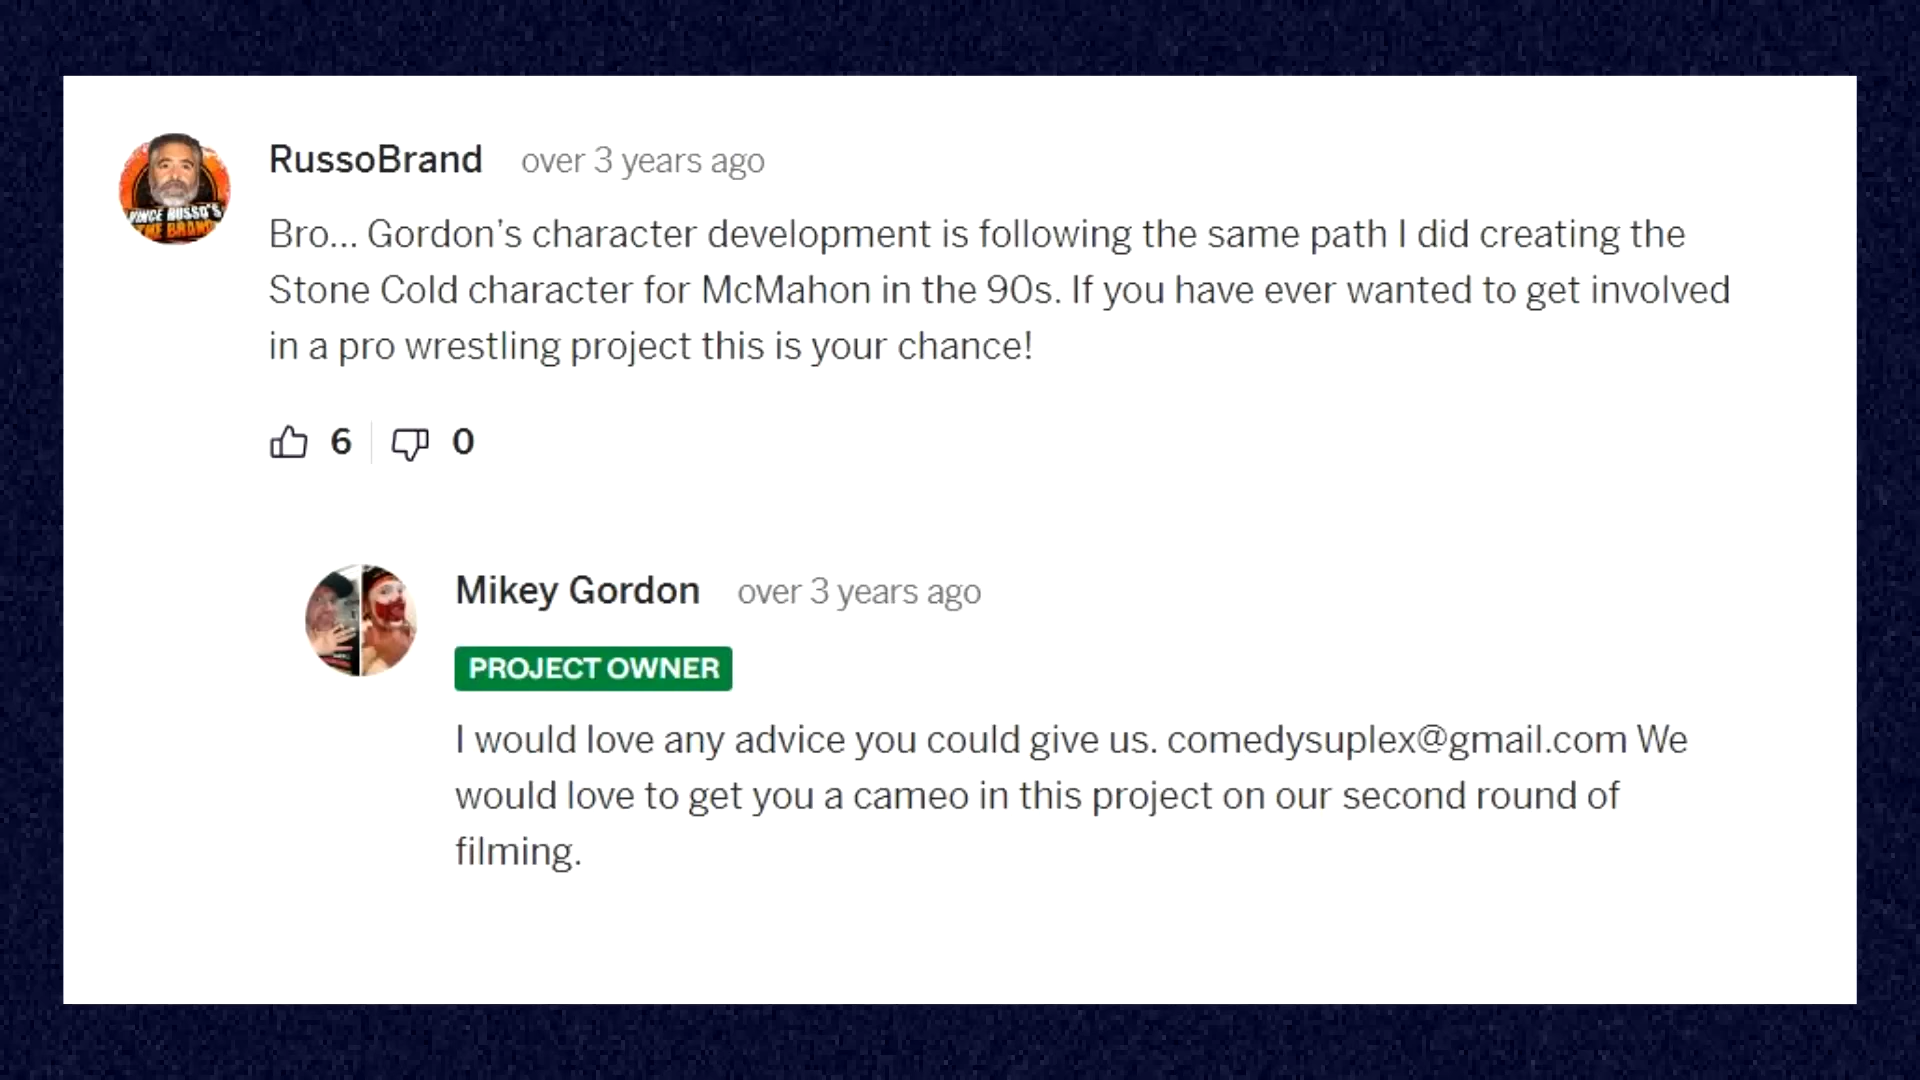 VINCE RUSSO'S
THE BRAND
RussoBrand over 3 years ago
Bro... Gordon’s character development is following the same path I did creating the
Stone Cold character for McMahon in the 90s. If you have ever wanted to get involved
in a pro wrestling project this is your chance!
6 0
Mikey Gordon over 3 years ago
PROJECT OWNER
I would love any advice you could give us. comedysuplex@gmail.com We
would love to get you a cameo in this project on our second round of
filming.